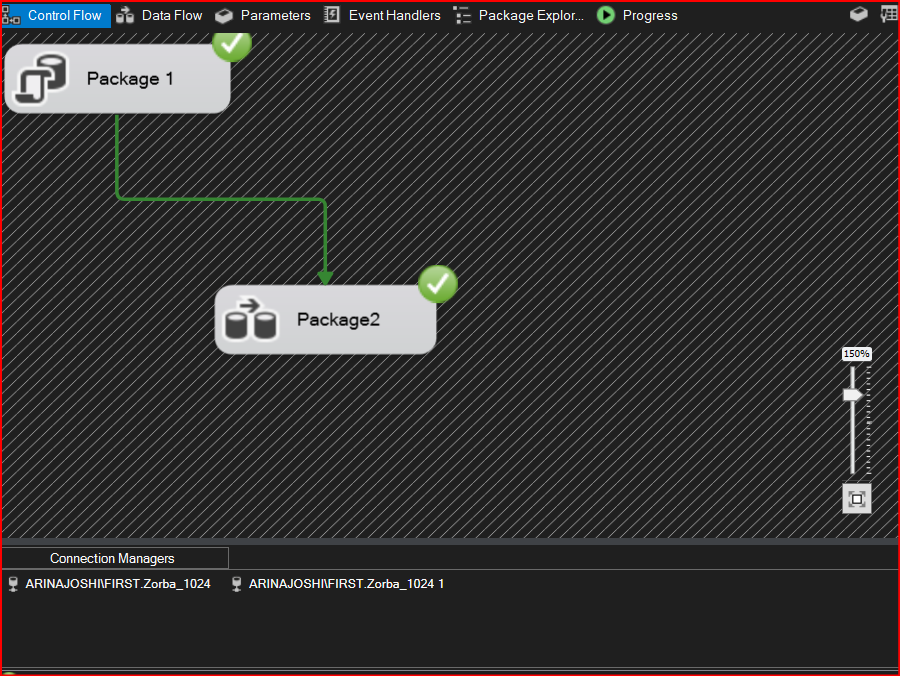 Control Flow Data Flow Parameters Event Handlers Package Explor... Progress
Package 1
Package2
150%
Connection Managers
ARINAJOSHI\FIRST.Zorba_1024 ARINAJOSHI\FIRST.Zorba_1024 1